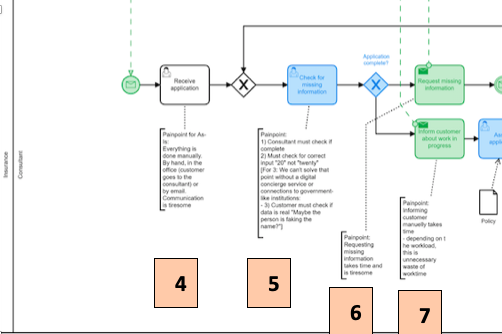 Insurance
Consultant
Receive
application
X
Check for
missing
information
Application
complete?
X
Request missing
information
Inform customer
about work in
progress
Policy
Painpoint for As-
Is:
Everything is
done manually.
By hand, in the
office (customer
goes to the
consultant) or
by email.
Communication
is tiresome
Painpoint:
1) Consultant must check if
complete
2) Must check for correct
input "20" not "twenty"
[For 3: We can't solve that
point without a digital
concierge service or
connections to government-
like institutions:
- 3) Customer must check if
data is real "Maybe the
person is faking the
name?"]
Painpoint:
Requesting
missing
information
takes time and
is tiresome
Painpoint:
Informing
customer
manuelly takes
time
- depending on t
he workload,
this is
unnecessary
waste of
worktime
4
5
6
7